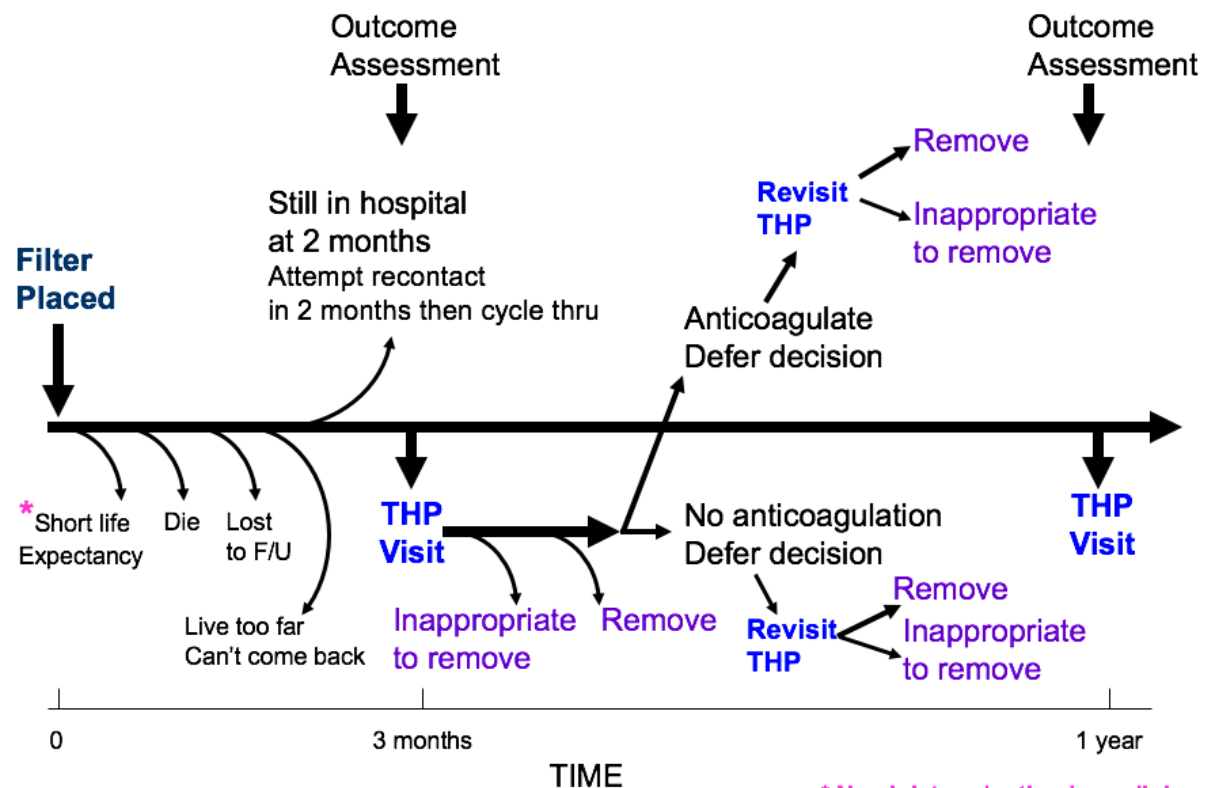 Outcome
Assessment
Outcome
Assessment
Remove
Revisit
THP
Inappropriate
to remove
Still in hospital
at 2 months
Attempt recontact
in 2 months then cycle thru
Filter
Placed
Anticoagulate
Defer decision
*Short life
Expectancy
Die
Lost
to F/U
THP
Visit
No anticoagulation
Defer decision
THP
Visit
Live too far
Can't come back
Inappropriate
to remove
Remove
Revisit
THP
Remove
Inappropriate
to remove
0
3 months
1 year
TIME